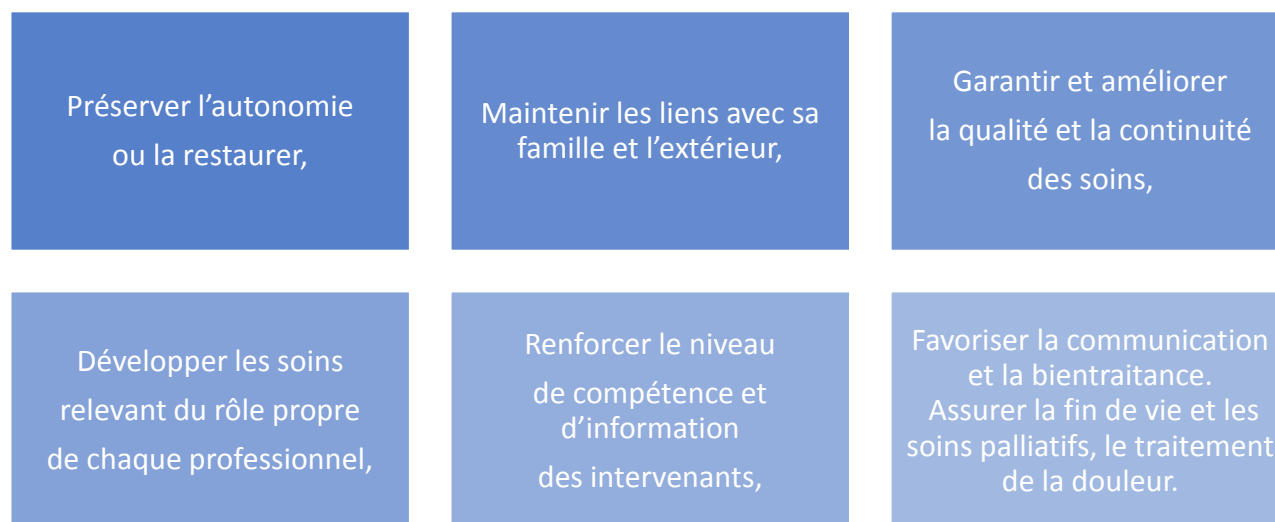 Préserver l’autonomie
ou la restaurer,
Maintenir les liens avec sa
famille et l’extérieur,
Garantir et améliorer
la qualité et la continuité
des soins,
Développer les soins
relevant du rôle propre
de chaque professionnel,
Renforcer le niveau
de compétence et
d’information
des intervenants,
Favoriser la communication
et la bientraitance.
Assurer la fin de vie et les
soins palliatifs, le traitement
de la douleur.